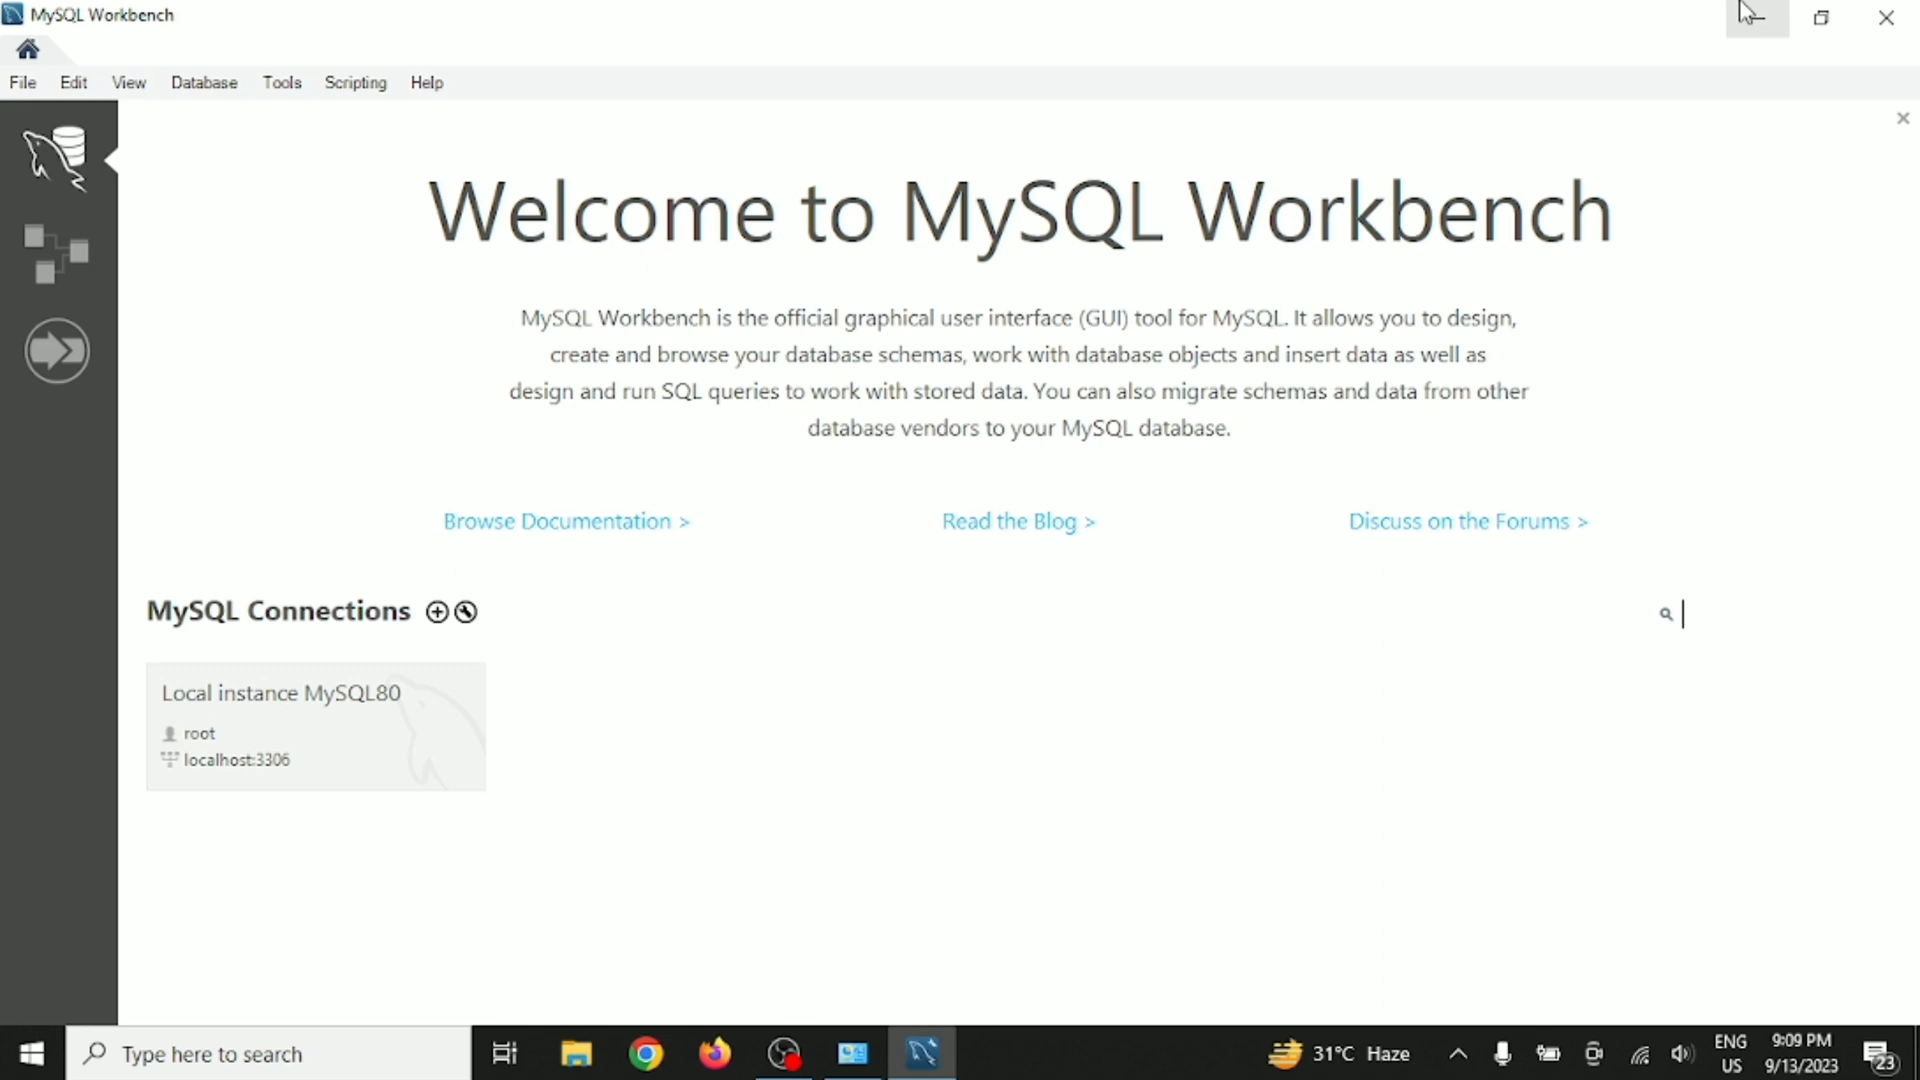 MySQL Workbench
File Edit View Database Tools Scripting Help
Welcome to MySQL Workbench
MySQL Workbench is the official graphical user interface (GUI) tool for MySQL. It allows you to design,
create and browse your database schemas, work with database objects and insert data as well as
design and run SQL queries to work with stored data. You can also migrate schemas and data from other
database vendors to your MySQL database.
Browse Documentation > Read the Blog > Discuss on the Forums >
MySQL Connections
Local instance MySQL80
root
localhost:3306
Type here to search
31°C Haze
ENG
US
9:09 PM
9/13/2023
23